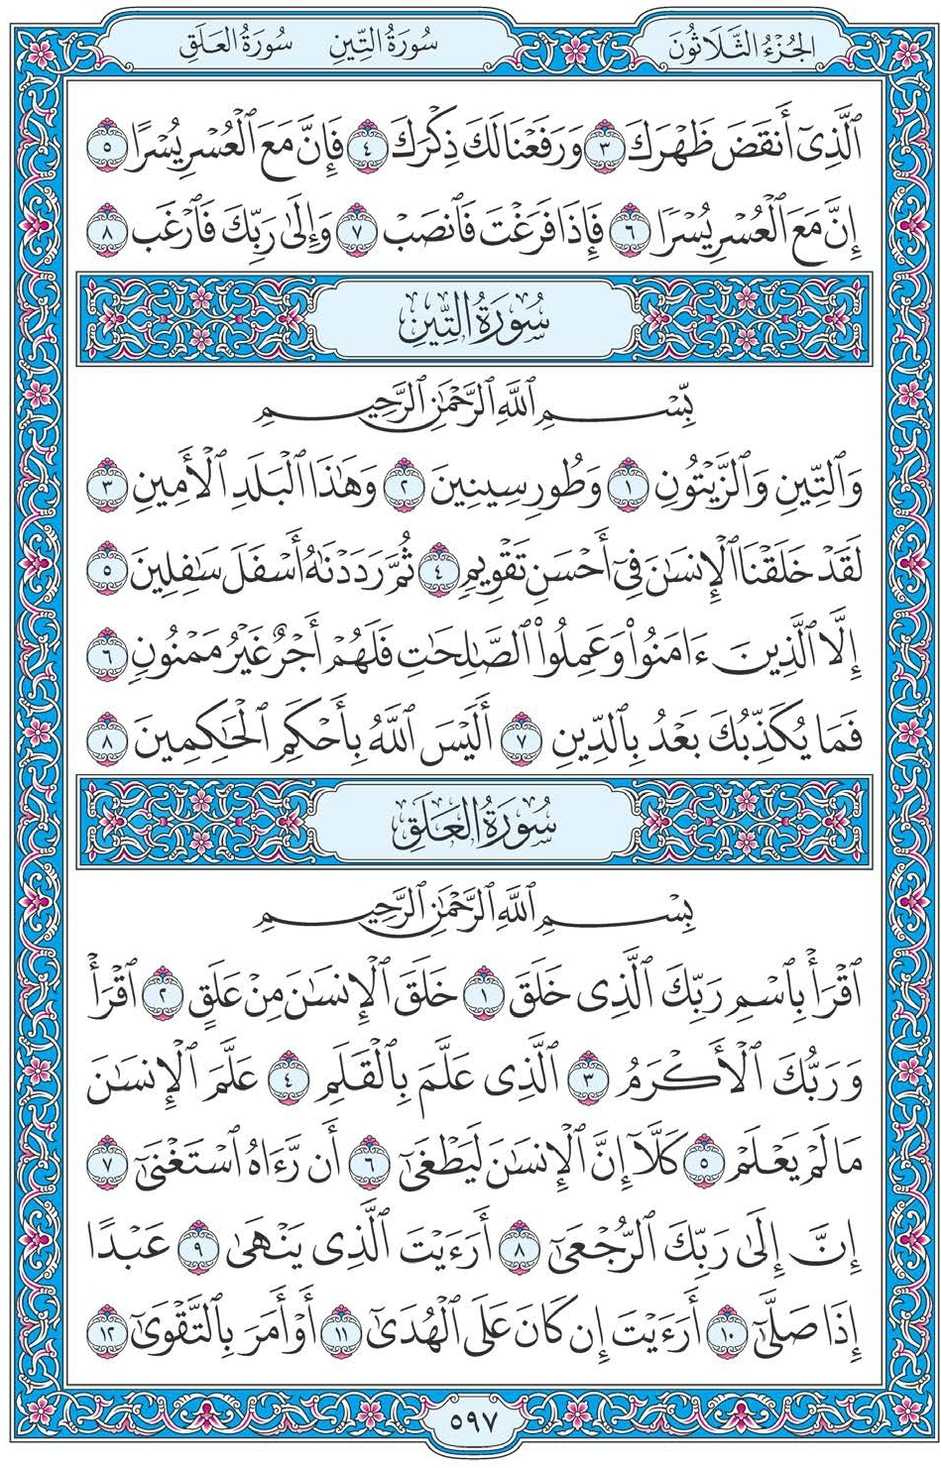 الجُزْءُ الثَّلَاثُونَ
سُورَةُ التِّينِ سُورَةُ العَلَقِ
ٱلَّذِىٓ أَنقَضَ ظَهْرَكَ ٣ وَرَفَعْنَا لَكَ ذِكْرَكَ ٤ فَإِنَّ مَعَ ٱلْعُسْرِ يُسْرًا ٥
إِنَّ مَعَ ٱلْعُسْرِ يُسْرًا ٦ فَإِذَا فَرَغْتَ فَٱنصَبْ ٧ وَإِلَىٰ رَبِّكَ فَٱرْغَب ٨
سُورَةُ التِّينِ
بِسْمِ ٱللَّهِ ٱلرَّحْمَٰنِ ٱلرَّحِيمِ
وَٱلتِّينِ وَٱلزَّيْتُونِ ١ وَطُورِ سِينِينَ ٢ وَهَٰذَا ٱلْبَلَدِ ٱلْأَمِينِ ٣
لَقَدْ خَلَقْنَا ٱلْإِنسَٰنَ فِىٓ أَحْسَنِ تَقْوِيمٍ ٤ ثُمَّ رَدَدْنَٰهُ أَسْفَلَ سَٰفِلِينَ ٥
إِلَّا ٱلَّذِينَ ءَامَنُوا۟ وَعَمِلُوا۟ ٱلصَّٰلِحَٰتِ فَلَهُمْ أَجْرٌ غَيْرُ مَمْنُونٍ ٦
فَمَا يُكَذِّبُكَ بَعْدُ بِٱلدِّينِ ٧ أَلَيْسَ ٱللَّهُ بِأَحْكَمِ ٱلْحَٰكِمِينَ ٨
سُورَةُ العَلَقِ
بِسْمِ ٱللَّهِ ٱلرَّحْمَٰنِ ٱلرَّحِيمِ
ٱقْرَأْ بِٱسْمِ رَبِّكَ ٱلَّذِى خَلَقَ ١ خَلَقَ ٱلْإِنسَٰنَ مِنْ عَلَقٍ ٢ ٱقْرَأْ
وَرَبُّكَ ٱلْأَكْرَمُ ٣ ٱلَّذِى عَلَّمَ بِٱلْقَلَمِ ٤ عَلَّمَ ٱلْإِنسَٰنَ
مَا لَمْ يَعْلَمْ ٥ كَلَّآ إِنَّ ٱلْإِنسَٰنَ لَيَطْغَىٰٓ ٦ أَن رَّءَاهُ ٱسْتَغْنَىٰٓ ٧
إِنَّ إِلَىٰ رَبِّكَ ٱلرُّجْعَىٰٓ ٨ أَرَءَيْتَ ٱلَّذِى يَنْهَىٰ ٩ عَبْدًا
إِذَا صَلَّىٰٓ ١٠ أَرَءَيْتَ إِن كَانَ عَلَى ٱلْهُدَىٰٓ ١١ أَوْ أَمَرَ بِٱلتَّقْوَىٰٓ ١٢
٥٩٧